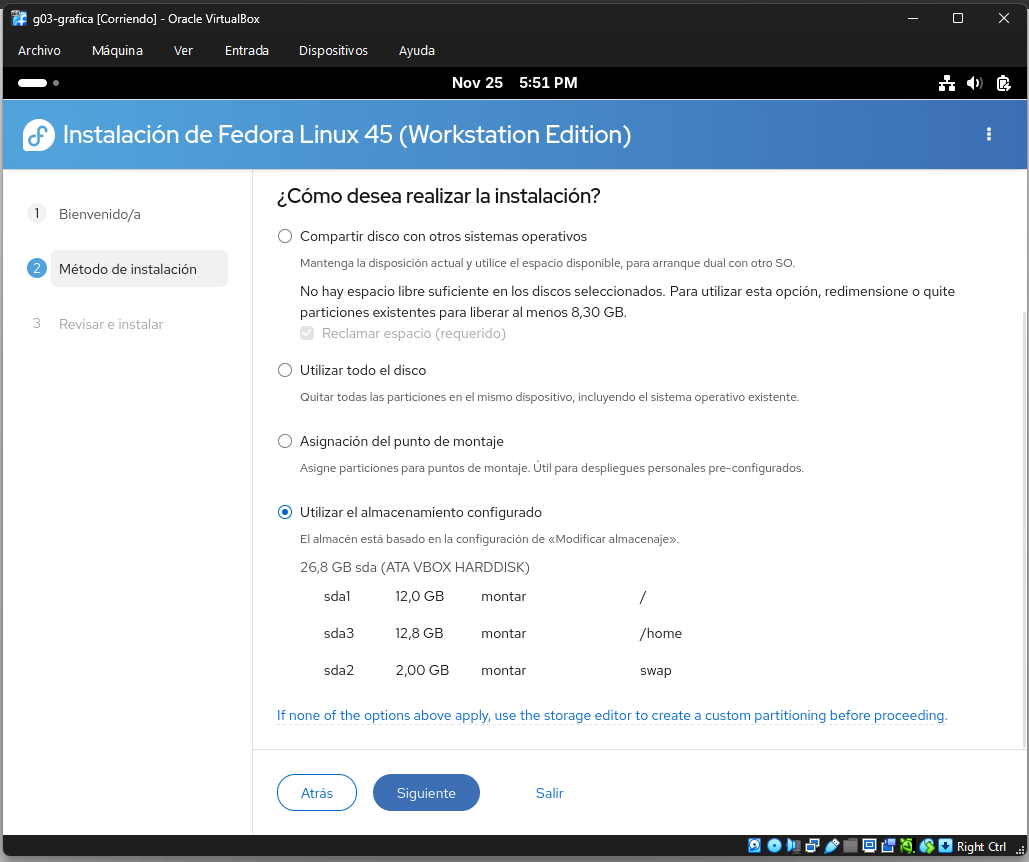 g03-grafica [Corriendo] - Oracle VirtualBox
Archivo Máquina Ver Entrada Dispositivos Ayuda
Nov 25 5:51 PM
Instalación de Fedora Linux 45 (Workstation Edition)
1 Bienvenido/a
2 Método de instalación
3 Revisar e instalar
¿Cómo desea realizar la instalación?
Compartir disco con otros sistemas operativos
Mantenga la disposición actual y utilice el espacio disponible, para arranque dual con otro SO.
No hay espacio libre suficiente en los discos seleccionados. Para utilizar esta opción, redimensione o quite
particiones existentes para liberar al menos 8,30 GB.
Reclamar espacio (requerido)
Utilizar todo el disco
Quitar todas las particiones en el mismo dispositivo, incluyendo el sistema operativo existente.
Asignación del punto de montaje
Asigne particiones para puntos de montaje. Útil para despliegues personales pre-configurados.
Utilizar el almacenamiento configurado
El almacén está basado en la configuración de «Modificar almacenaje».
26,8 GB sda (ATA VBOX HARDDISK)
sda1 12,0 GB montar /
sda3 12,8 GB montar /home
sda2 2,00 GB montar swap
If none of the options above apply, use the storage editor to create a custom partitioning before proceeding.
Atrás Siguiente Salir
Right Ctrl